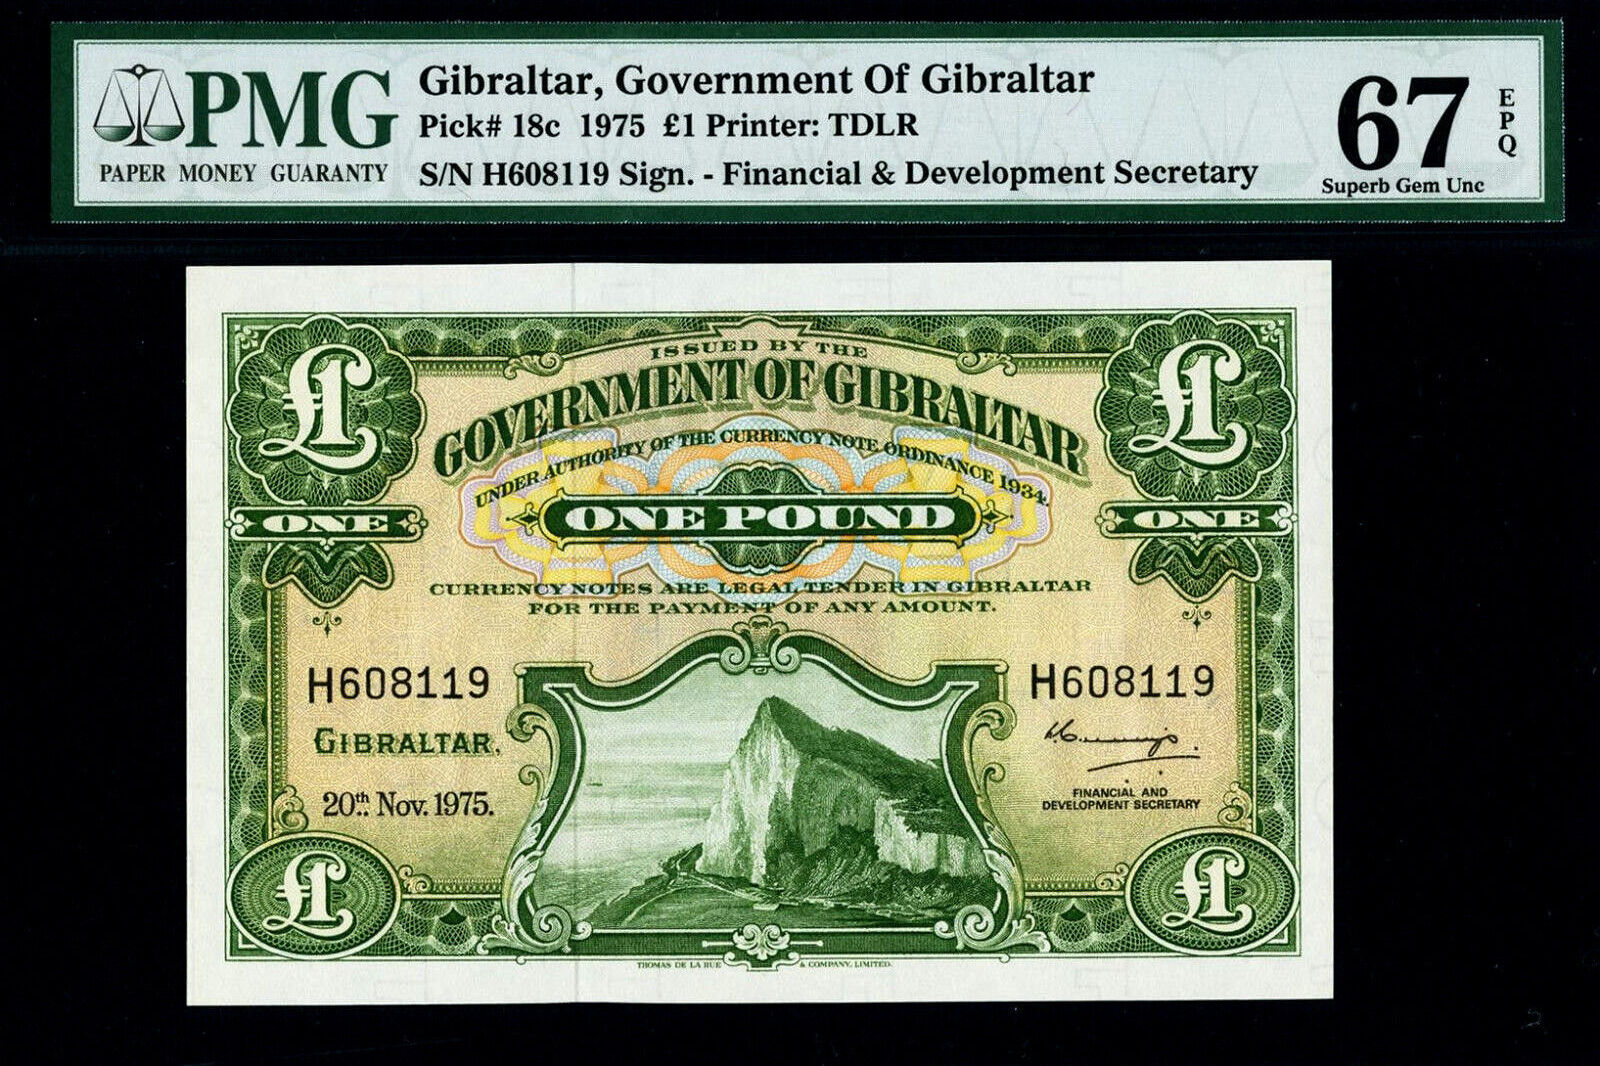 PMG
PAPER MONEY GUARANTY
Gibraltar, Government Of Gibraltar
Pick# 18c 1975 £1 Printer: TDLR
S/N H608119 Sign. - Financial & Development Secretary
67
EPQ
Superb Gem Unc
ISSUED BY THE
GOVERNMENT OF GIBRALTAR
UNDER AUTHORITY OF THE CURRENCY NOTE ORDINANCE 1934.
£1
£1
ONE
ONE POUND
ONE
CURRENCY NOTES ARE LEGAL TENDER IN GIBRALTAR
FOR THE PAYMENT OF ANY AMOUNT.
H608119
H608119
GIBRALTAR.
20th Nov. 1975.
FINANCIAL AND
DEVELOPMENT SECRETARY
£1
£1
THOMAS DE LA RUE & COMPANY, LIMITED.